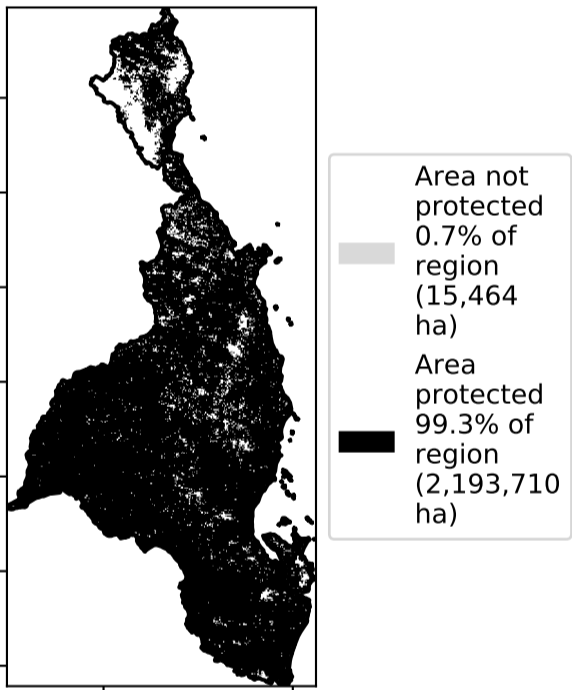 Area not
protected
0.7% of
region
(15,464
ha)
Area
protected
99.3% of
region
(2,193,710
ha)